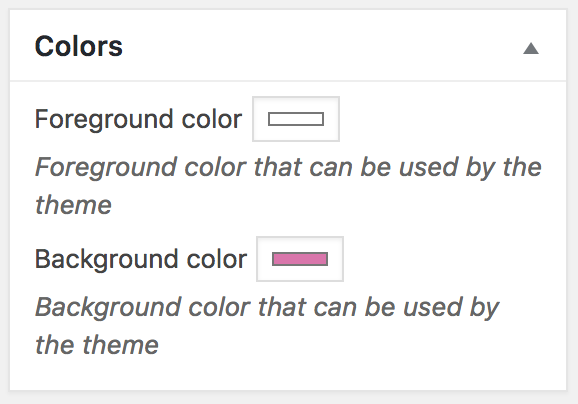 Colors
Foreground color
Foreground color that can be used by the
theme
Background color
Background color that can be used by
the theme